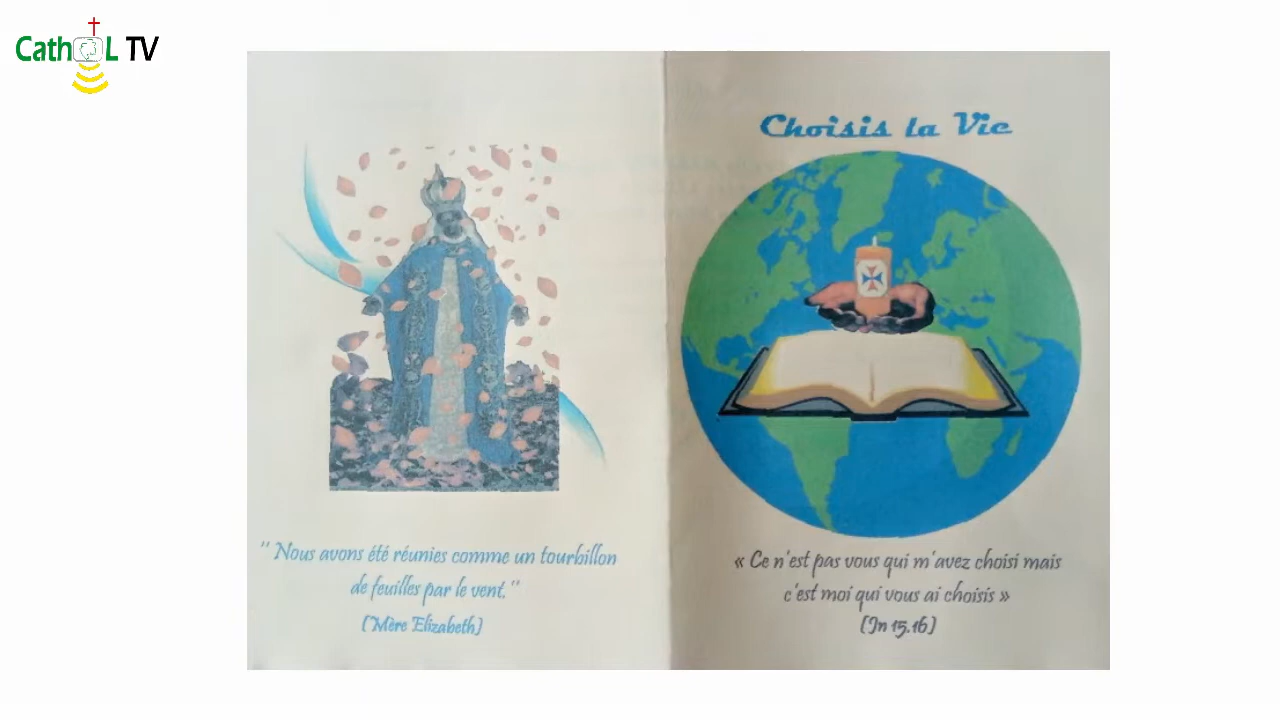 CathOL TV
" Nous avons été réunies comme un tourbillon
de feuilles par le vent. "
(Mère Elizabeth)
Choisis la Vie
« Ce n'est pas vous qui m'avez choisi mais
c'est moi qui vous ai choisis »
(Jn 15.16)